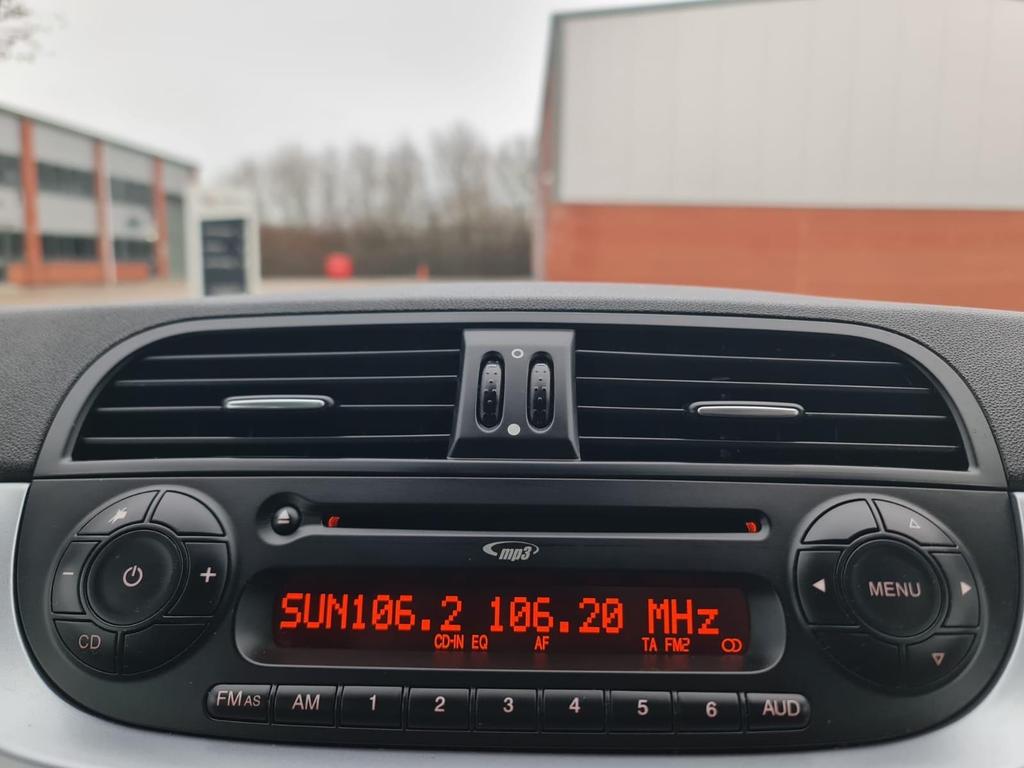 mp3
SUN106.2 106.20 MHz
CD-IN EQ AF TA FM2
CD
MENU
FM AS AM 1 2 3 4 5 6 AUD